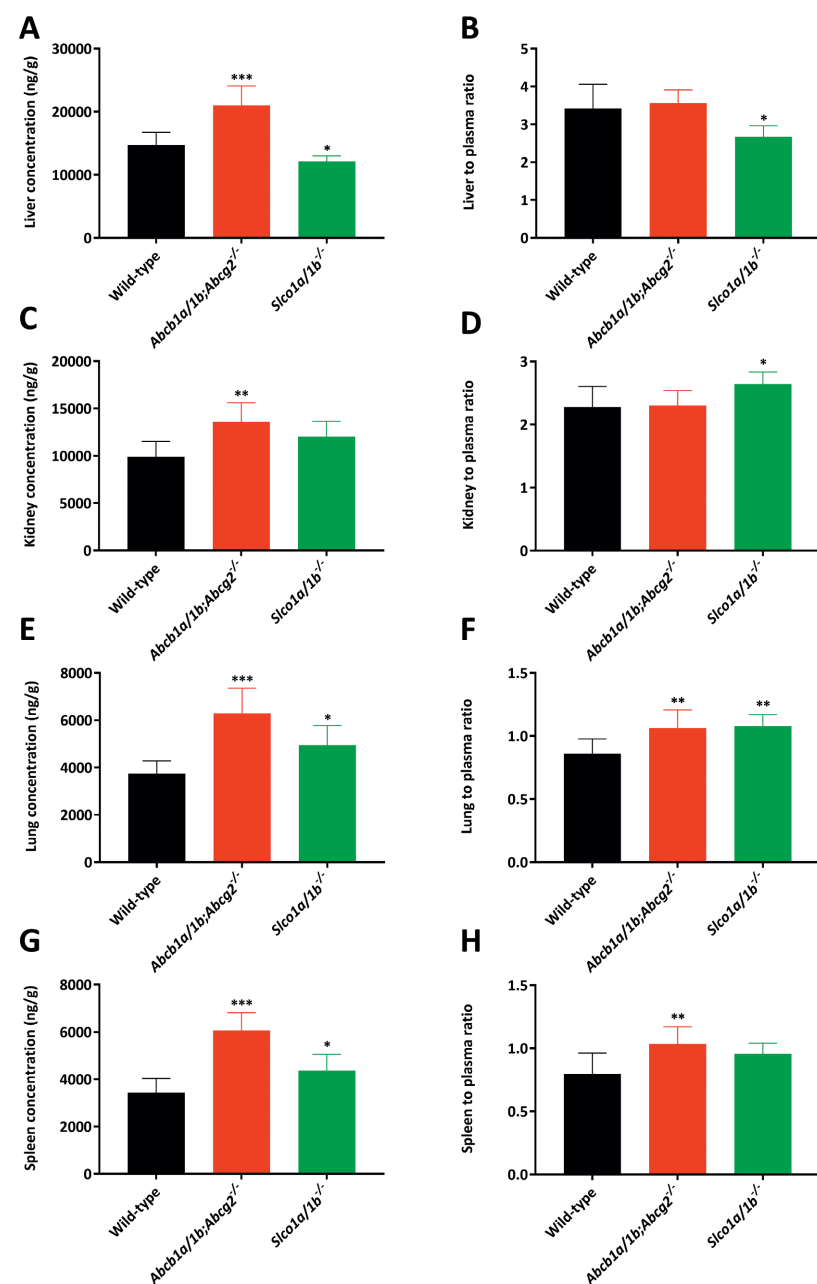 A
Liver concentration (ng/g)
30000
20000
10000
0
***
*
Wild-type
Abcb1a/1b;Abcg2-/-
Slco1a/1b-/-
B
Liver to plasma ratio
5
4
3
2
1
0
*
Wild-type
Abcb1a/1b;Abcg2-/-
Slco1a/1b-/-
C
Kidney concentration (ng/g)
20000
15000
10000
5000
0
**
Wild-type
Abcb1a/1b;Abcg2-/-
Slco1a/1b-/-
D
Kidney to plasma ratio
3
2
1
0
*
Wild-type
Abcb1a/1b;Abcg2-/-
Slco1a/1b-/-
E
Lung concentration (ng/g)
8000
6000
4000
2000
0
***
*
Wild-type
Abcb1a/1b;Abcg2-/-
Slco1a/1b-/-
F
Lung to plasma ratio
1.5
1.0
0.5
0.0
**
**
Wild-type
Abcb1a/1b;Abcg2-/-
Slco1a/1b-/-
G
Spleen concentration (ng/g)
8000
6000
4000
2000
0
***
*
Wild-type
Abcb1a/1b;Abcg2-/-
Slco1a/1b-/-
H
Spleen to plasma ratio
1.5
1.0
0.5
0.0
**
Wild-type
Abcb1a/1b;Abcg2-/-
Slco1a/1b-/-